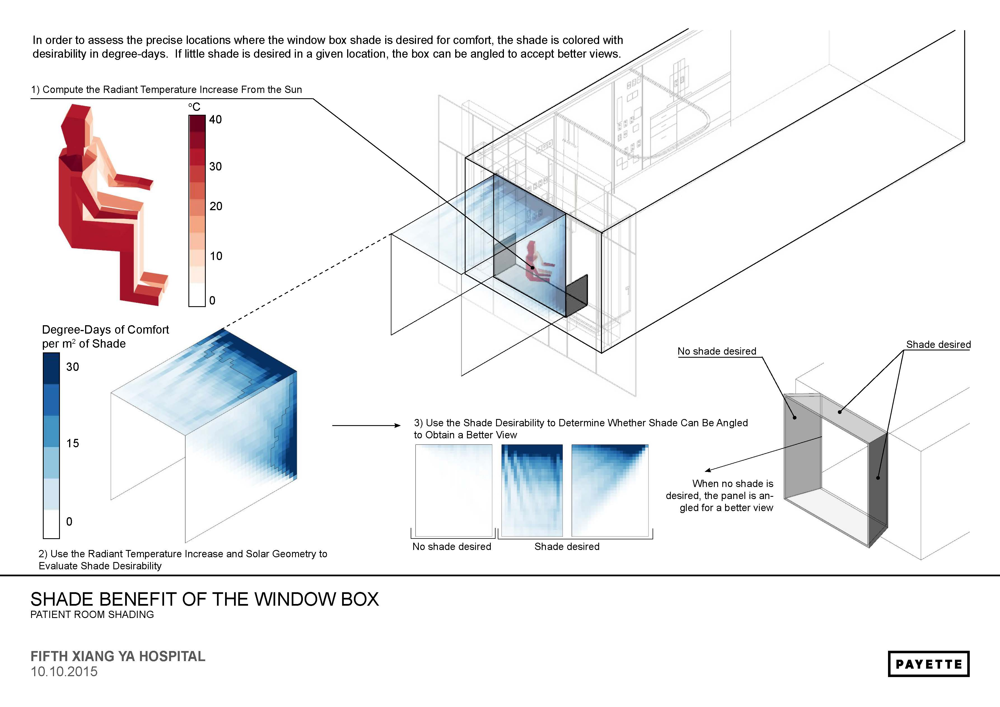 In order to assess the precise locations where the window box shade is desired for comfort, the shade is colored with
desirability in degree-days.  If little shade is desired in a given location, the box can be angled to accept better views.
1) Compute the Radiant Temperature Increase From the Sun
°C
40
30
20
10
0
Degree-Days of Comfort
per m² of Shade
30
15
0
2) Use the Radiant Temperature Increase and Solar Geometry to
Evaluate Shade Desirability
3) Use the Shade Desirability to Determine Whether Shade Can Be Angled
to Obtain a Better View
No shade desired
Shade desired
No shade desired
Shade desired
When no shade is
desired, the panel is an-
gled for a better view
SHADE BENEFIT OF THE WINDOW BOX
PATIENT ROOM SHADING
FIFTH XIANG YA HOSPITAL
10.10.2015
PAYETTE